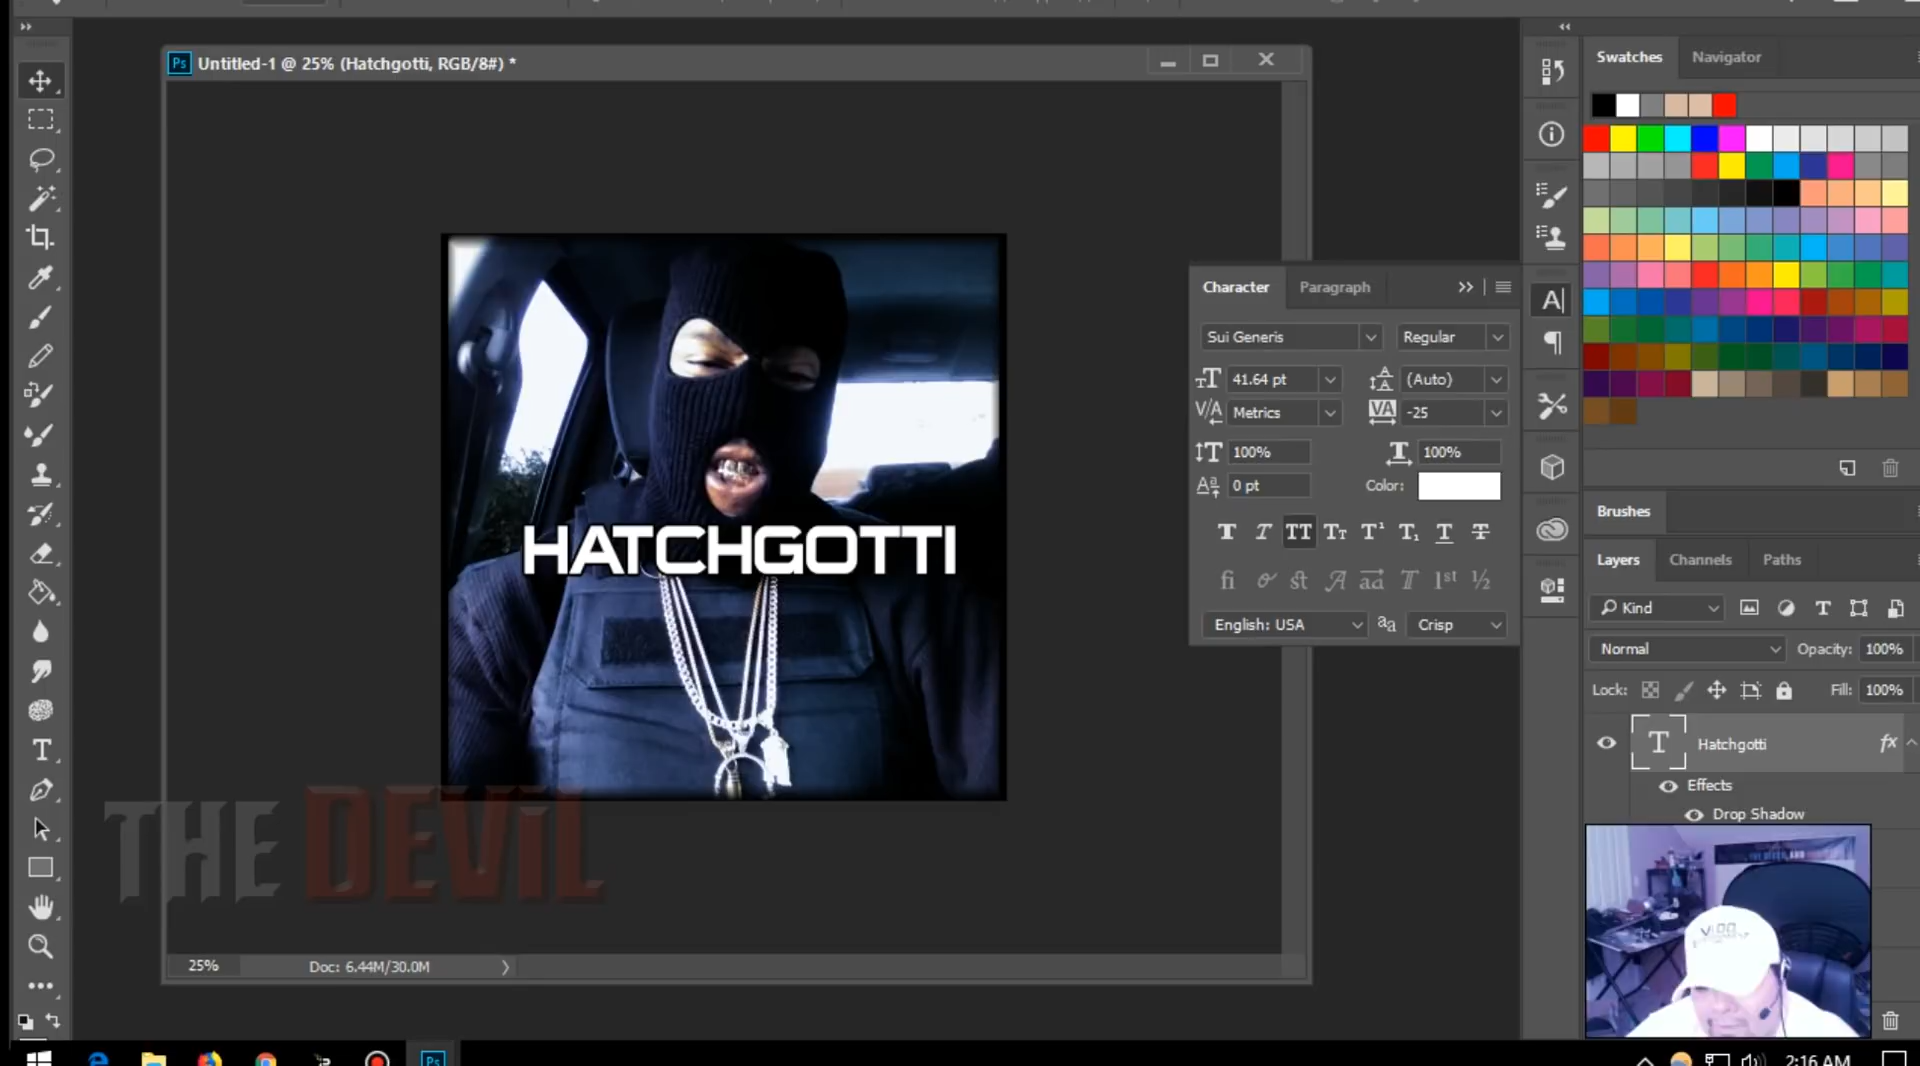 Untitled-1 @ 25% (Hatchgotti, RGB/8#) *
Swatches
Navigator
Character
Paragraph
Sui Generis
Regular
41.64 pt
(Auto)
Metrics
-25
100%
100%
0 pt
Color:
English: USA
Crisp
HATCHGOTTI
THE DEViL
25%
Doc: 6.44M/30.0M
Brushes
Layers
Channels
Paths
Kind
Normal
Opacity: 100%
Lock:
Fill: 100%
Hatchgotti
fx
Effects
Drop Shadow
2:16 AM